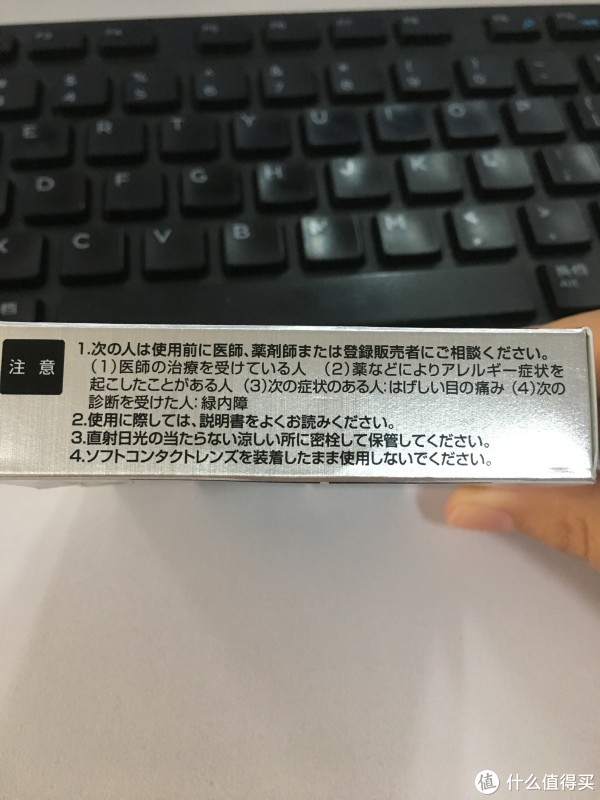 $ %
4 5
E R T Y U I O P
D F G H J K L
X C V B N M
换档
Alt
注意
1.次の人は使用前に医師、薬剤師または登録販売者にご相談ください。
(1)医師の治療を受けている人 (2)薬などによりアレルギー症状を
起こしたことがある人 (3)次の症状のある人:はげしい目の痛み (4)次の
診断を受けた人:緑内障
2.使用に際しては、説明書をよくお読みください。
3.直射日光の当たらない涼しい所に密栓して保管してください。
4.ソフトコンタクトレンズを装着したまま使用しないでください。
值 什么值得买